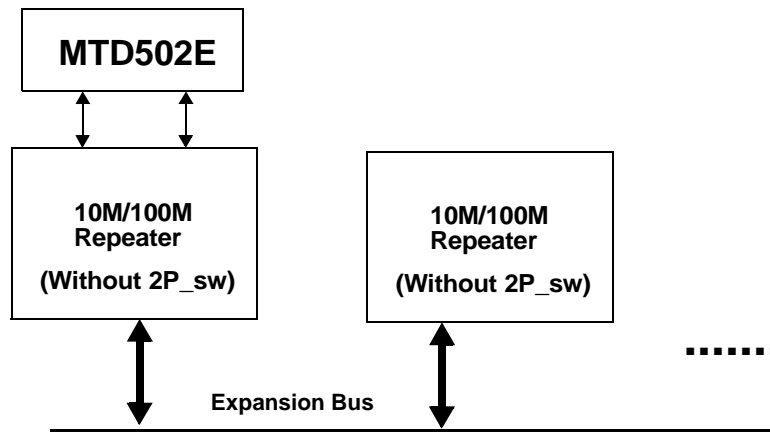 MTD502E
10M/100M
Repeater
(Without 2P_sw)
10M/100M
Repeater
(Without 2P_sw)
.......
Expansion Bus